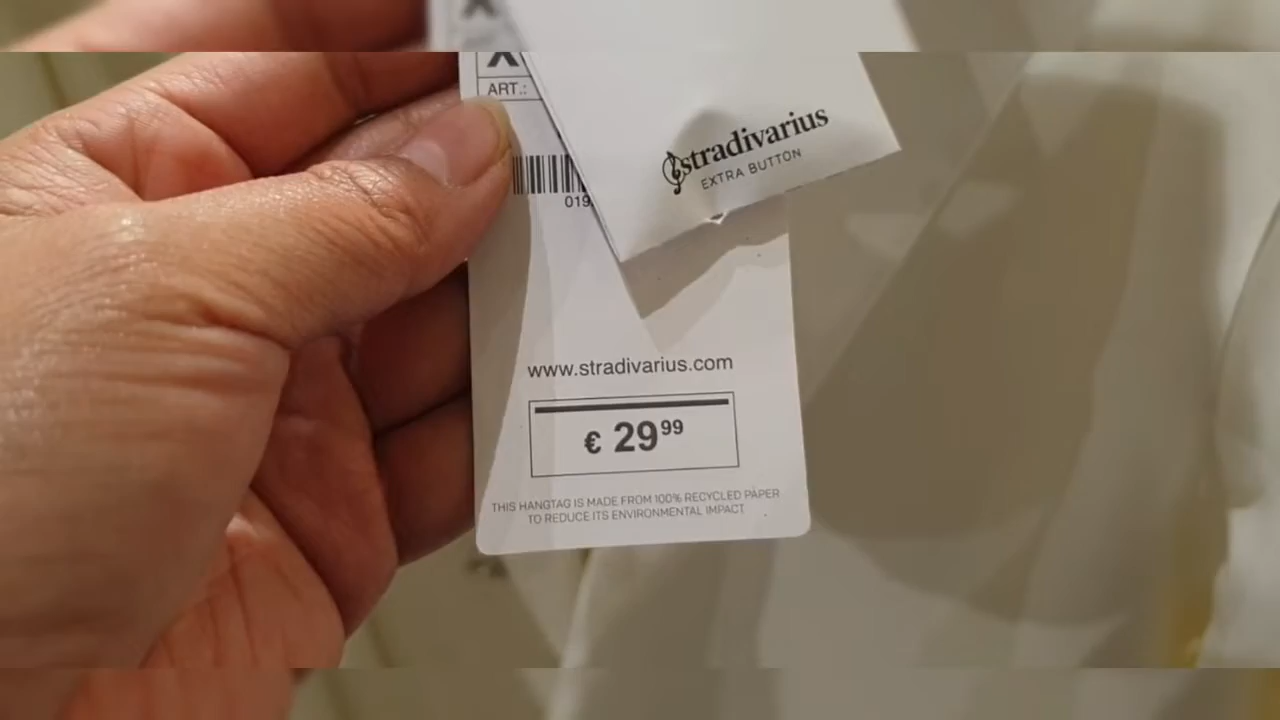 ART.:
019
stradivarius
EXTRA BUTTON
www.stradivarius.com
€ 29⁹⁹
THIS HANGTAG IS MADE FROM 100% RECYCLED PAPER
TO REDUCE ITS ENVIRONMENTAL IMPACT